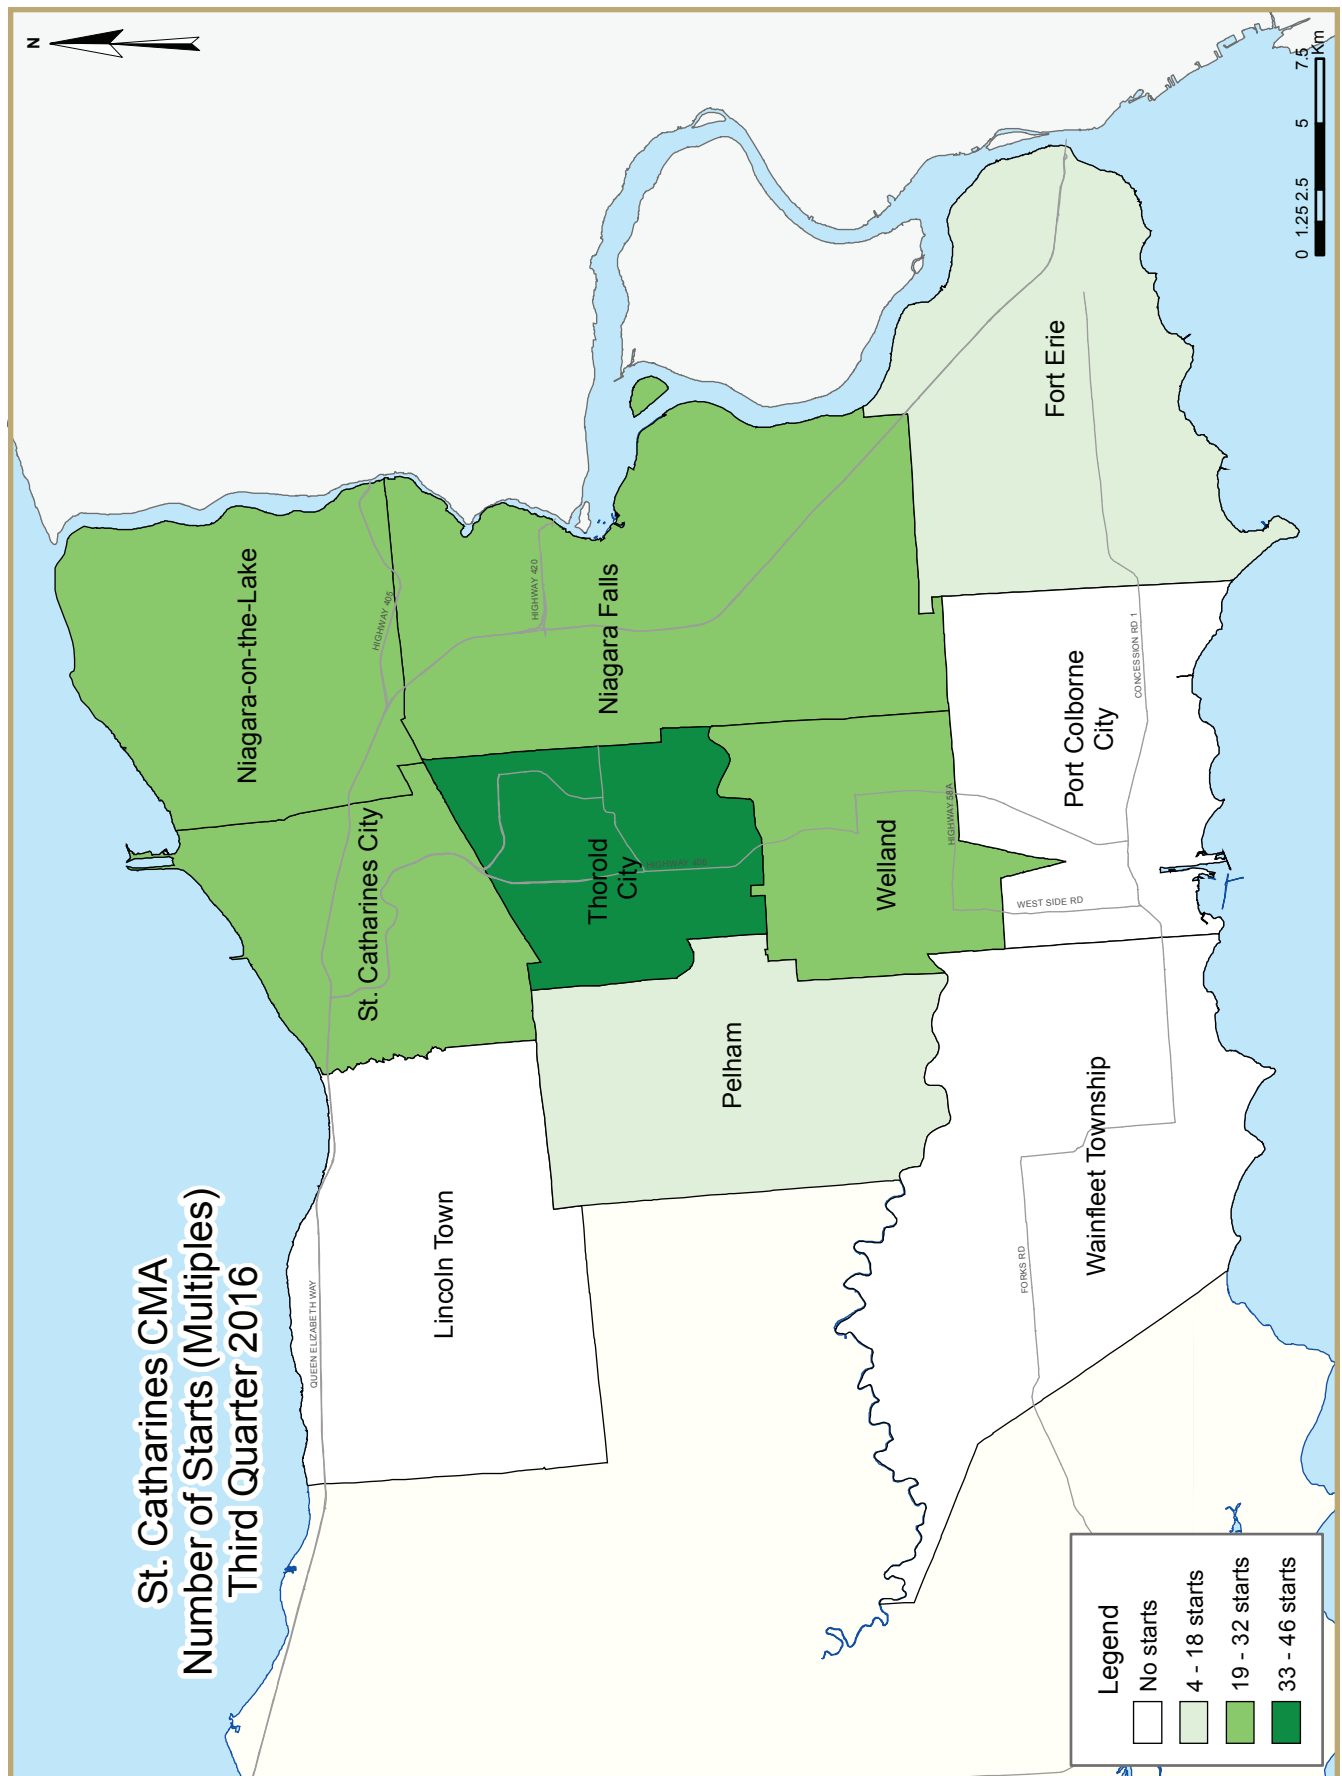 St. Catharines CMA
Number of Starts (Multiples)
Third Quarter 2016
N
QUEEN ELIZABETH WAY
Lincoln Town
St. Catharines City
Niagara-on-the-Lake
HIGHWAY 405
HIGHWAY 420
Niagara Falls
Thorold
City
HIGHWAY 406
Pelham
Welland
HIGHWAY 58A
WEST SIDE RD
Port Colborne
City
CONCESSION RD 1
Fort Erie
Wainfleet Township
FORKS RD
Legend
No starts
4 - 18 starts
19 - 32 starts
33 - 46 starts
0 1.25 2.5 5 7.5
Km